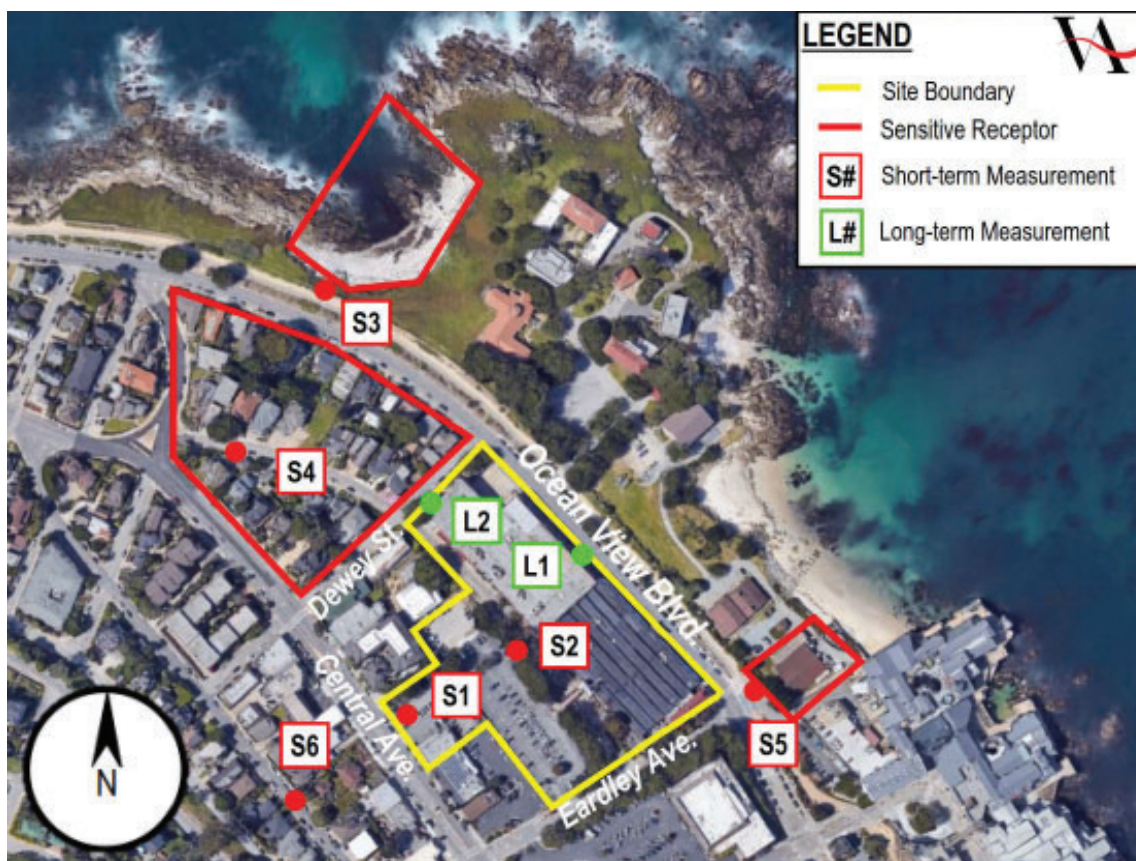 LEGEND
VA
Site Boundary
Sensitive Receptor
S# Short-term Measurement
L# Long-term Measurement
S3
S4
Ocean View Blvd.
L2
L1
Dewey St.
S2
S1
Central Ave.
S5
S6
Eardley Ave.
N